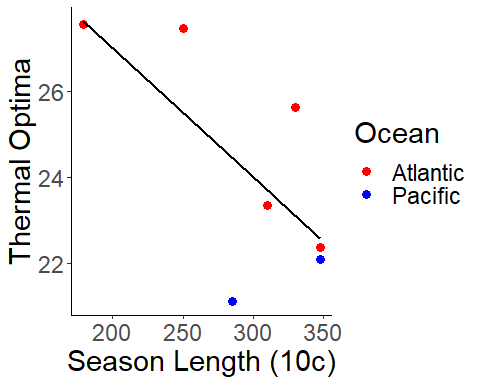 Thermal Optima
26
24
22
200 250 300 350
Season Length (10c)
Ocean
Atlantic
Pacific